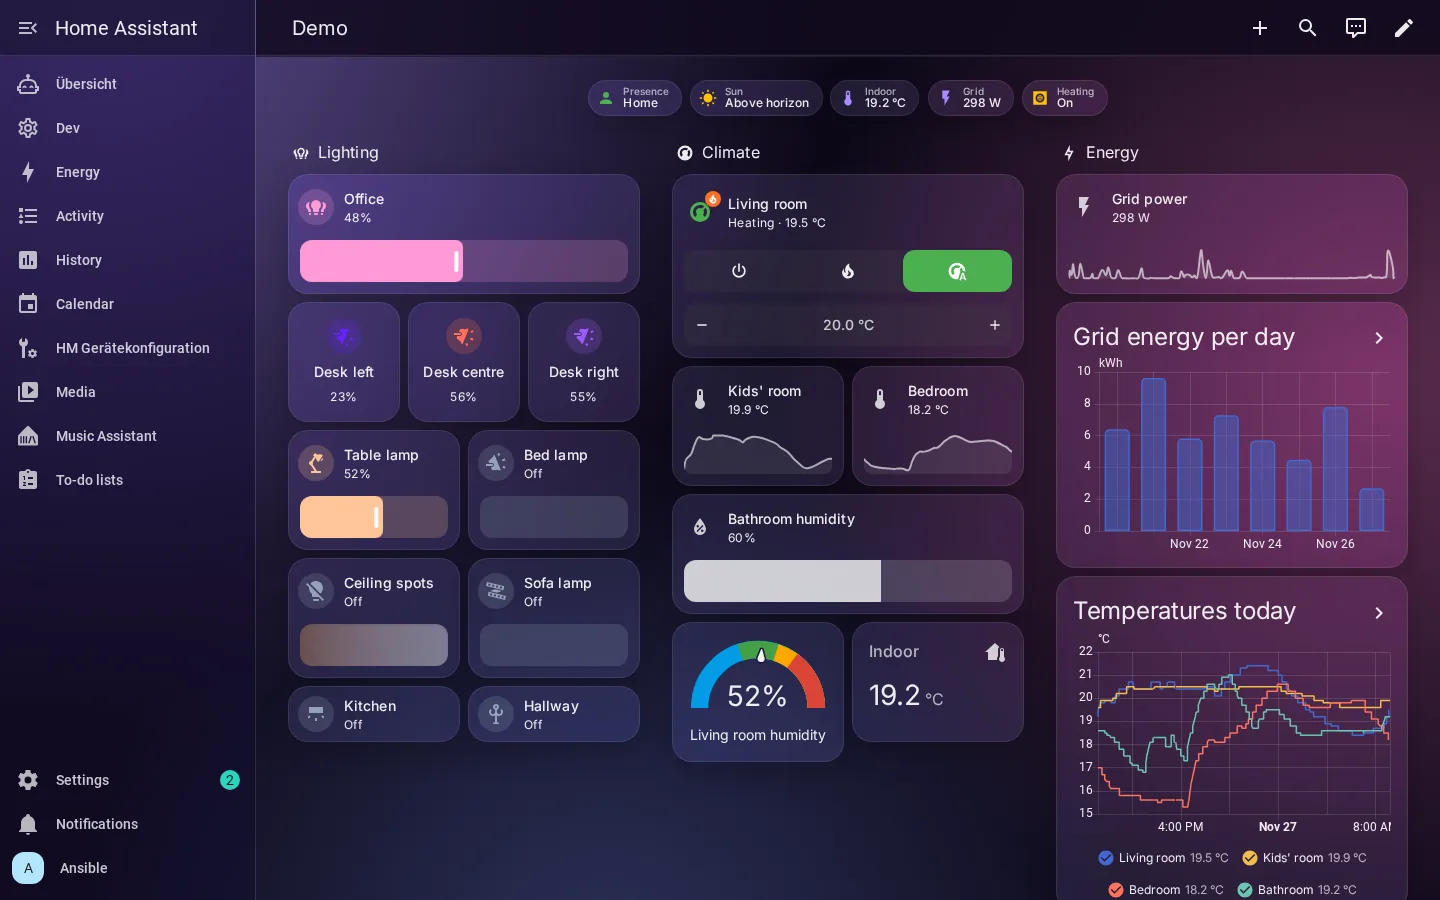 Home Assistant
Demo
Übersicht
Dev
Energy
Activity
History
Calendar
HM Gerätekonfiguration
Media
Music Assistant
To-do lists
Settings
2
Notifications
A
Ansible
Presence
Home
Sun
Above horizon
Indoor
19.2 °C
Grid
298 W
Heating
On
Lighting
Office
48%
Desk left
23%
Desk centre
56%
Desk right
55%
Table lamp
52%
Bed lamp
Off
Ceiling spots
Off
Sofa lamp
Off
Kitchen
Off
Hallway
Off
Climate
Living room
Heating · 19.5 °C
A
20.0 °C
Kids' room
19.9 °C
Bedroom
18.2 °C
Bathroom humidity
60%
52%
Living room humidity
Indoor
19.2 °C
Energy
Grid power
298 W
Grid energy per day
kWh
10
8
6
4
2
0
Nov 22
Nov 24
Nov 26
Temperatures today
°C
22
21
20
19
18
17
16
15
4:00 PM
Nov 27
8:00 AM
Living room 19.5 °C
Kids' room 19.9 °C
Bedroom 18.2 °C
Bathroom 19.2 °C